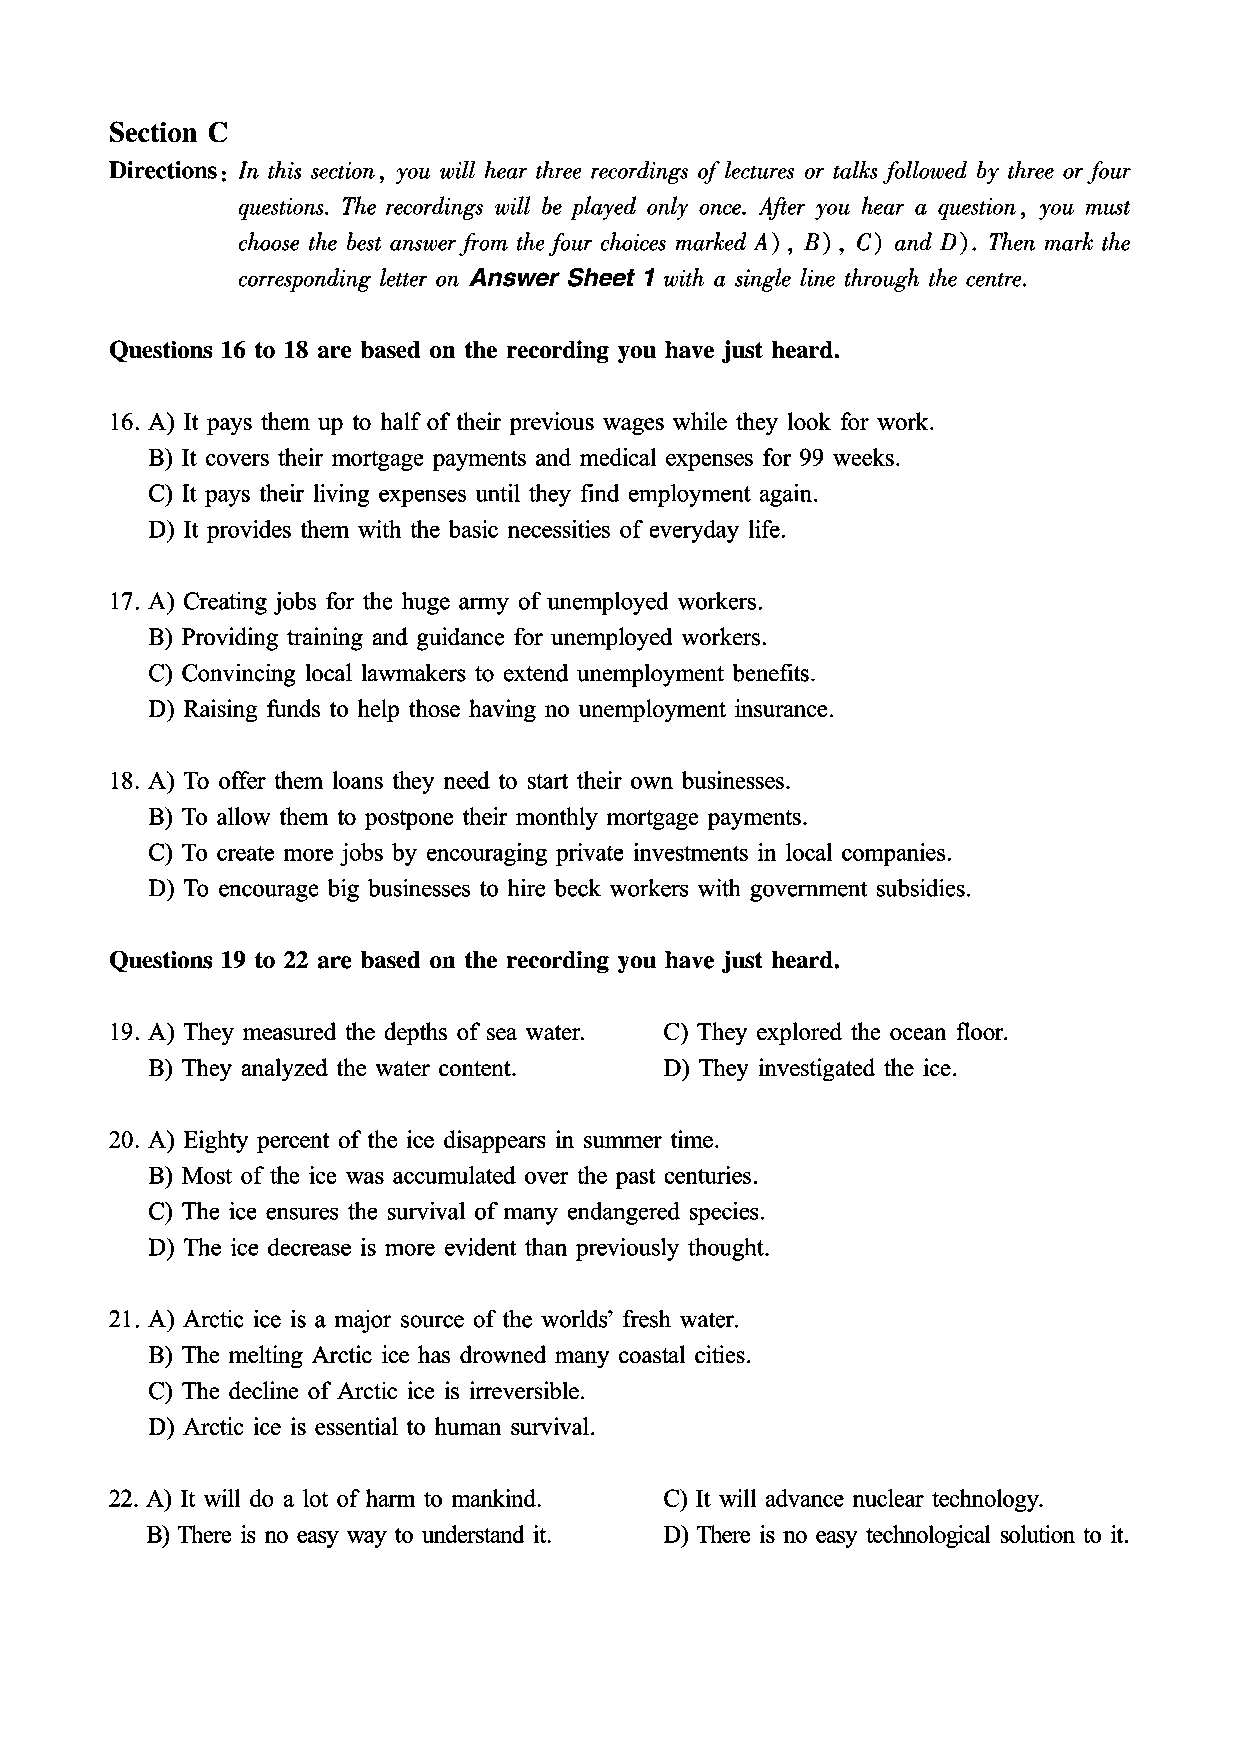 Section C
Directions: In this section, you will hear three recordings of lectures or talks followed by three or four
questions. The recordings will be played only once. After you hear a question, you must
choose the best answer from the four choices marked A), B), C) and D). Then mark the
corresponding letter on Answer Sheet 1 with a single line through the centre.
Questions 16 to 18 are based on the recording you have just heard.
16. A) It pays them up to half of their previous wages while they look for work.
B) It covers their mortgage payments and medical expenses for 99 weeks.
C) It pays their living expenses until they find employment again.
D) It provides them with the basic necessities of everyday life.
17. A) Creating jobs for the huge army of unemployed workers.
B) Providing training and guidance for unemployed workers.
C) Convincing local lawmakers to extend unemployment benefits.
D) Raising funds to help those having no unemployment insurance.
18. A) To offer them loans they need to start their own businesses.
B) To allow them to postpone their monthly mortgage payments.
C) To create more jobs by encouraging private investments in local companies.
D) To encourage big businesses to hire beck workers with government subsidies.
Questions 19 to 22 are based on the recording you have just heard.
19. A) They measured the depths of sea water. C) They explored the ocean floor.
B) They analyzed the water content. D) They investigated the ice.
20. A) Eighty percent of the ice disappears in summer time.
B) Most of the ice was accumulated over the past centuries.
C) The ice ensures the survival of many endangered species.
D) The ice decrease is more evident than previously thought.
21. A) Arctic ice is a major source of the worlds' fresh water.
B) The melting Arctic ice has drowned many coastal cities.
C) The decline of Arctic ice is irreversible.
D) Arctic ice is essential to human survival.
22. A) It will do a lot of harm to mankind. C) It will advance nuclear technology.
B) There is no easy way to understand it. D) There is no easy technological solution to it.